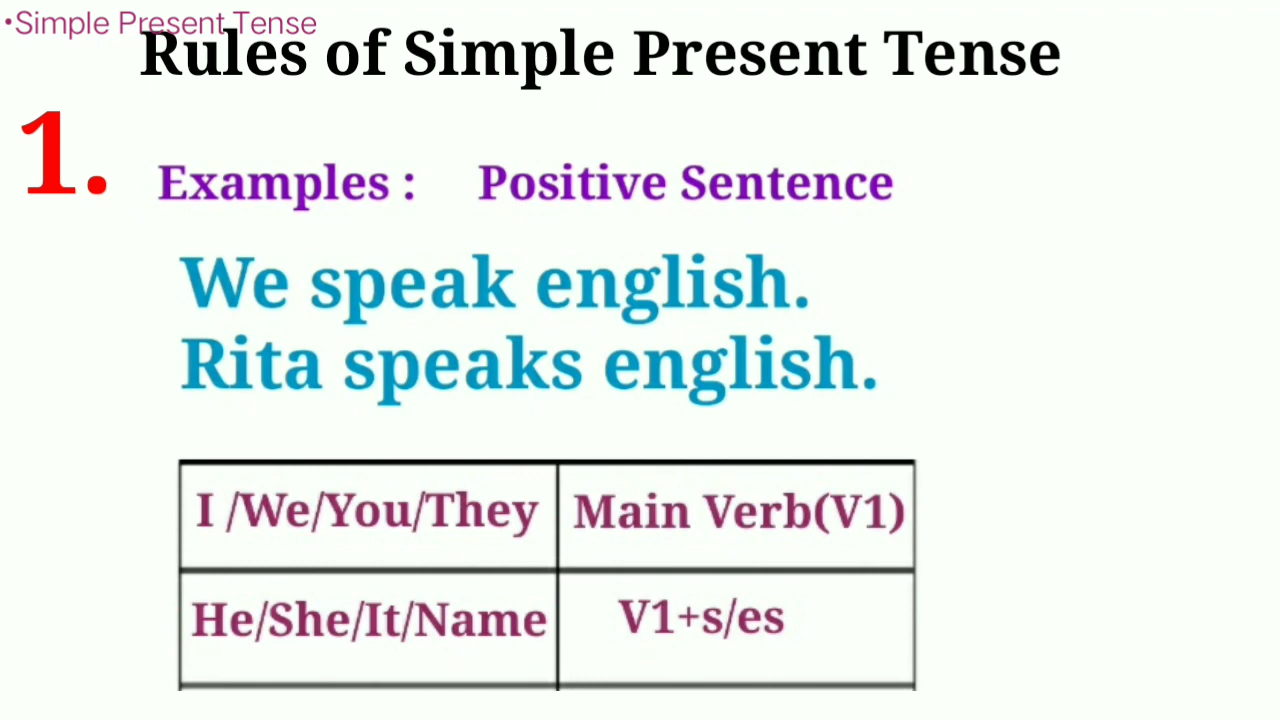 •Simple Present Tense
Rules of Simple Present Tense
1.
Examples : Positive Sentence
We speak english.
Rita speaks english.
I /We/You/They Main Verb(V1)
He/She/It/Name V1+s/es